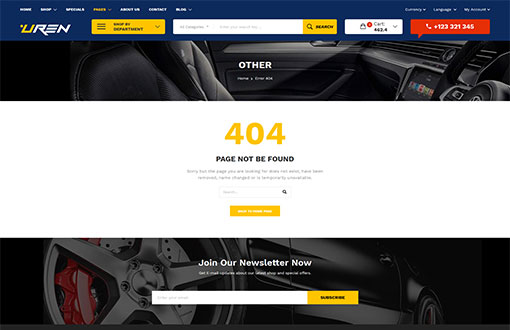 HOME SHOP SPECIALS PAGES ABOUT US CONTACT BLOG Currency Language My Account
UREN
SHOP BY
DEPARTMENT
All Categories
Enter your search key ...
SEARCH
Cart:
462.4
+123 321 345
OTHER
Home > Error 404
404
PAGE NOT BE FOUND
Sorry but the page you are looking for does not exist, have been
removed, name changed or is temporarily unavailable.
Search...
BACK TO HOME PAGE
Join Our Newsletter Now
Get E-mail updates about our latest shop and special offers.
Enter your email
SUBSCRIBE